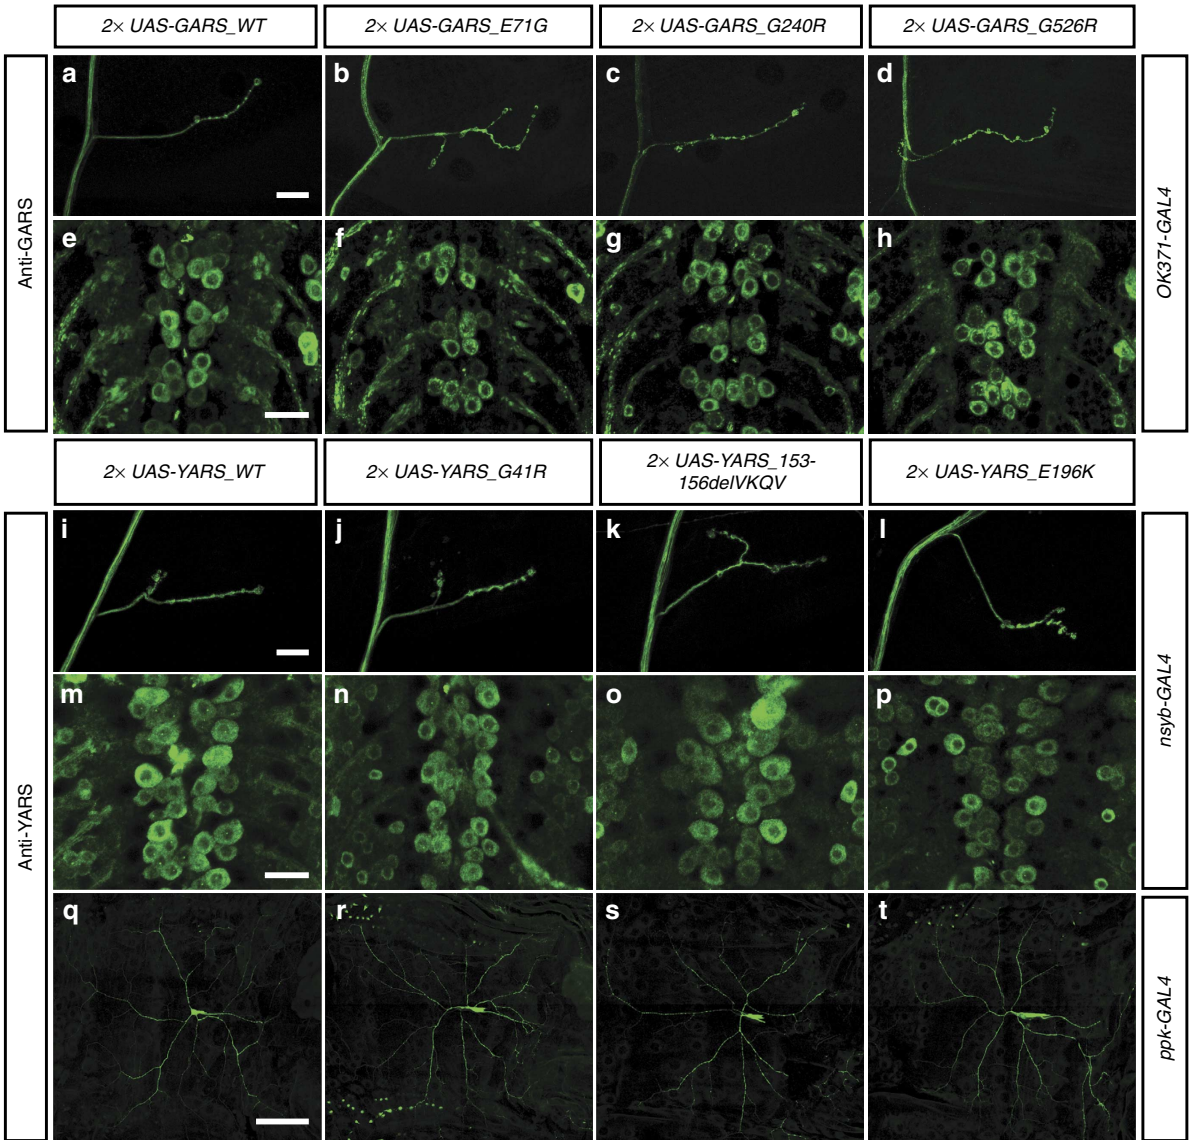 2× UAS-GARS_WT
2× UAS-GARS_E71G
2× UAS-GARS_G240R
2× UAS-GARS_G526R
Anti-GARS
a
b
c
d
e
f
g
h
OK371-GAL4
2× UAS-YARS_WT
2× UAS-YARS_G41R
2× UAS-YARS_153-
156delVKQV
2× UAS-YARS_E196K
Anti-YARS
i
j
k
l
nsyb-GAL4
m
n
o
p
q
r
s
t
ppk-GAL4